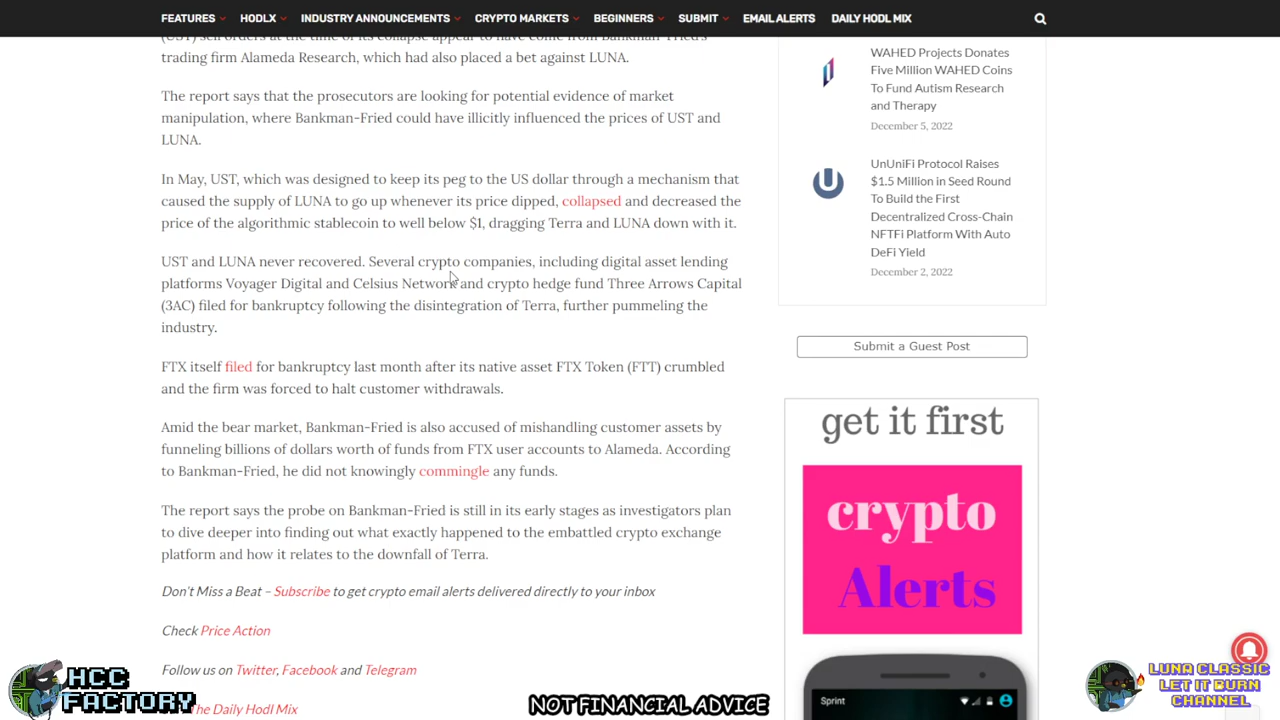 FEATURES HODLX INDUSTRY ANNOUNCEMENTS CRYPTO MARKETS BEGINNERS SUBMIT EMAIL ALERTS DAILY HODL MIX
(UST) sell orders at the time of its collapse appear to have come from Bankman-Fried's
trading firm Alameda Research, which had also placed a bet against LUNA.
The report says that the prosecutors are looking for potential evidence of market
manipulation, where Bankman-Fried could have illicitly influenced the prices of UST and
LUNA.
In May, UST, which was designed to keep its peg to the US dollar through a mechanism that
caused the supply of LUNA to go up whenever its price dipped, collapsed and decreased the
price of the algorithmic stablecoin to well below $1, dragging Terra and LUNA down with it.
UST and LUNA never recovered. Several crypto companies, including digital asset lending
platforms Voyager Digital and Celsius Network and crypto hedge fund Three Arrows Capital
(3AC) filed for bankruptcy following the disintegration of Terra, further pummeling the
industry.
FTX itself filed for bankruptcy last month after its native asset FTX Token (FTT) crumbled
and the firm was forced to halt customer withdrawals.
Amid the bear market, Bankman-Fried is also accused of mishandling customer assets by
funneling billions of dollars worth of funds from FTX user accounts to Alameda. According
to Bankman-Fried, he did not knowingly commingle any funds.
The report says the probe on Bankman-Fried is still in its early stages as investigators plan
to dive deeper into finding out what exactly happened to the embattled crypto exchange
platform and how it relates to the downfall of Terra.
Don't Miss a Beat – Subscribe to get crypto email alerts delivered directly to your inbox
Check Price Action
Follow us on Twitter, Facebook and Telegram
The Daily Hodl Mix
WAHED Projects Donates
Five Million WAHED Coins
To Fund Autism Research
and Therapy
December 5, 2022
UnUniFi Protocol Raises
$1.5 Million in Seed Round
To Build the First
Decentralized Cross-Chain
NFTFi Platform With Auto
DeFi Yield
December 2, 2022
Submit a Guest Post
get it first
crypto
Alerts
Sprint
HCC
FACTORY
NOT FINANCIAL ADVICE
LUNA CLASSIC
LET IT BURN
CHANNEL